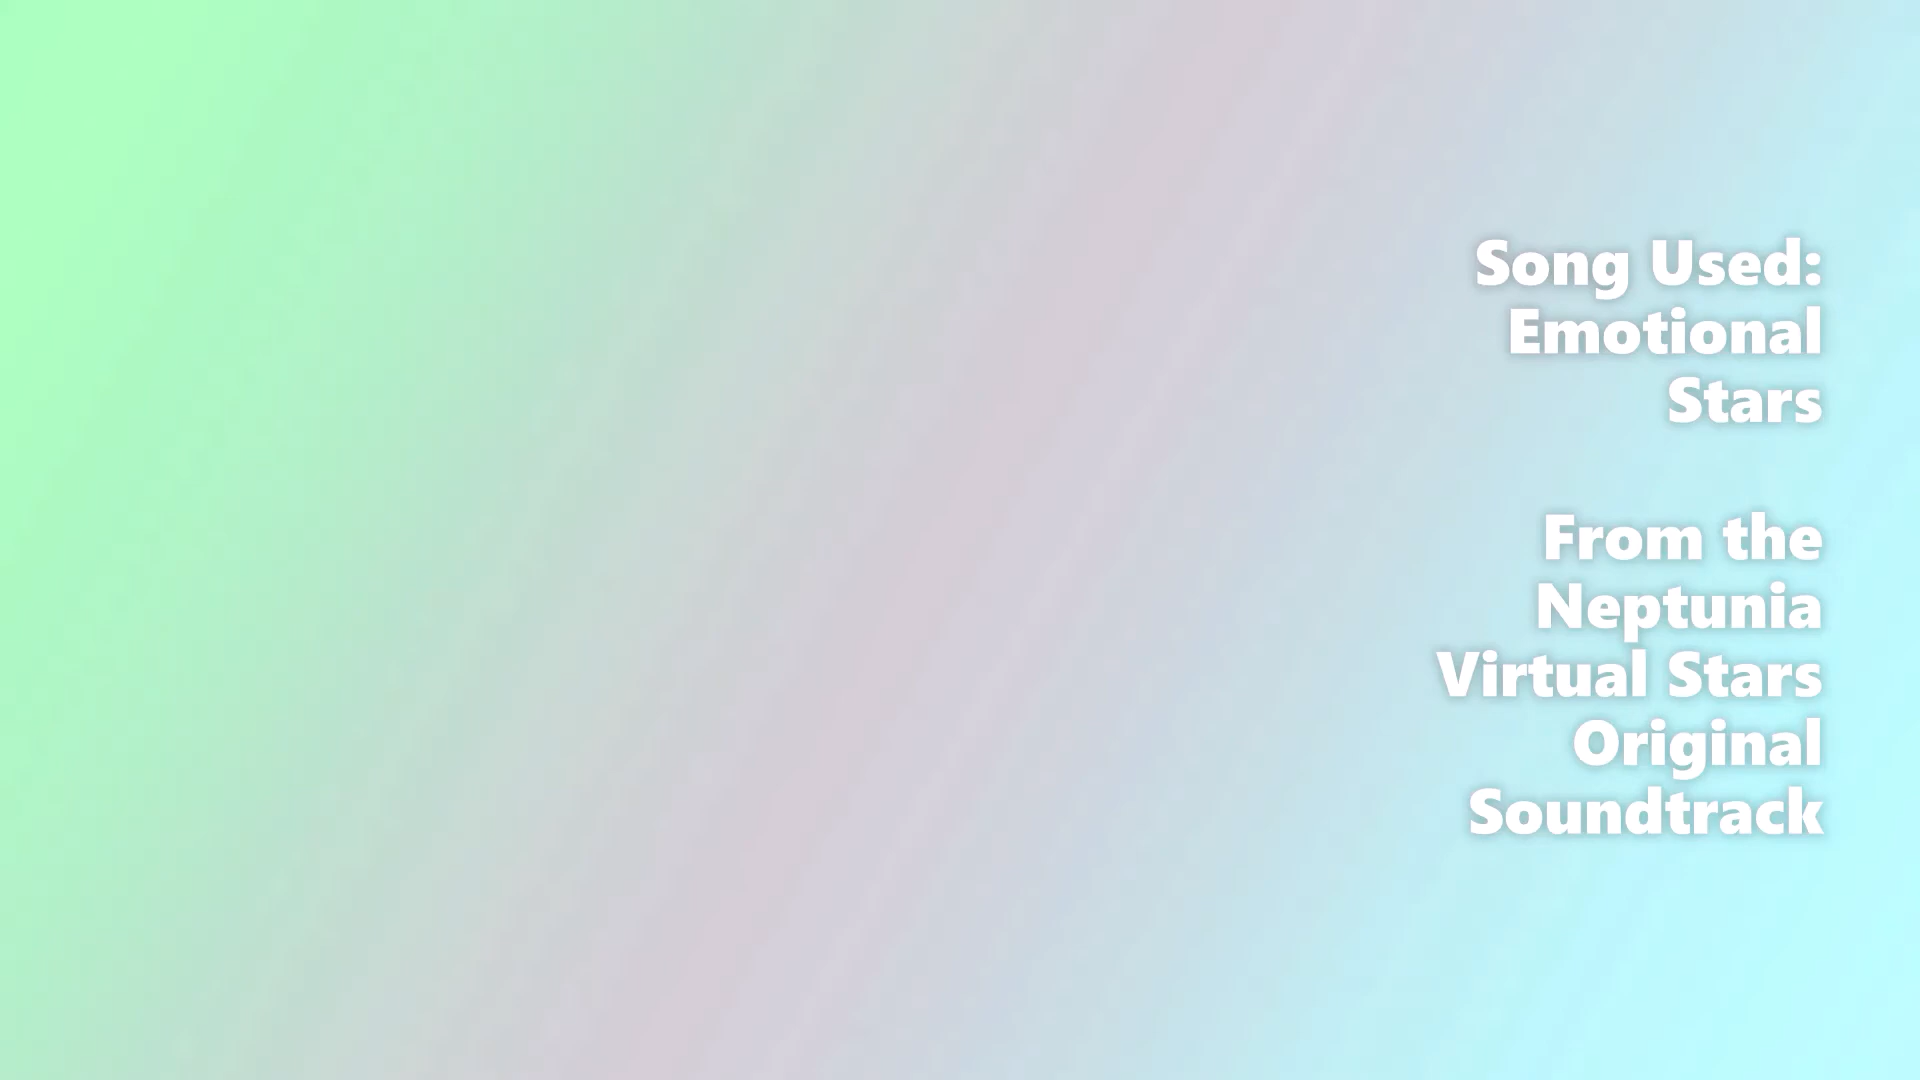 Song Used:
Emotional
Stars
From the
Neptunia
Virtual Stars
Original
Soundtrack